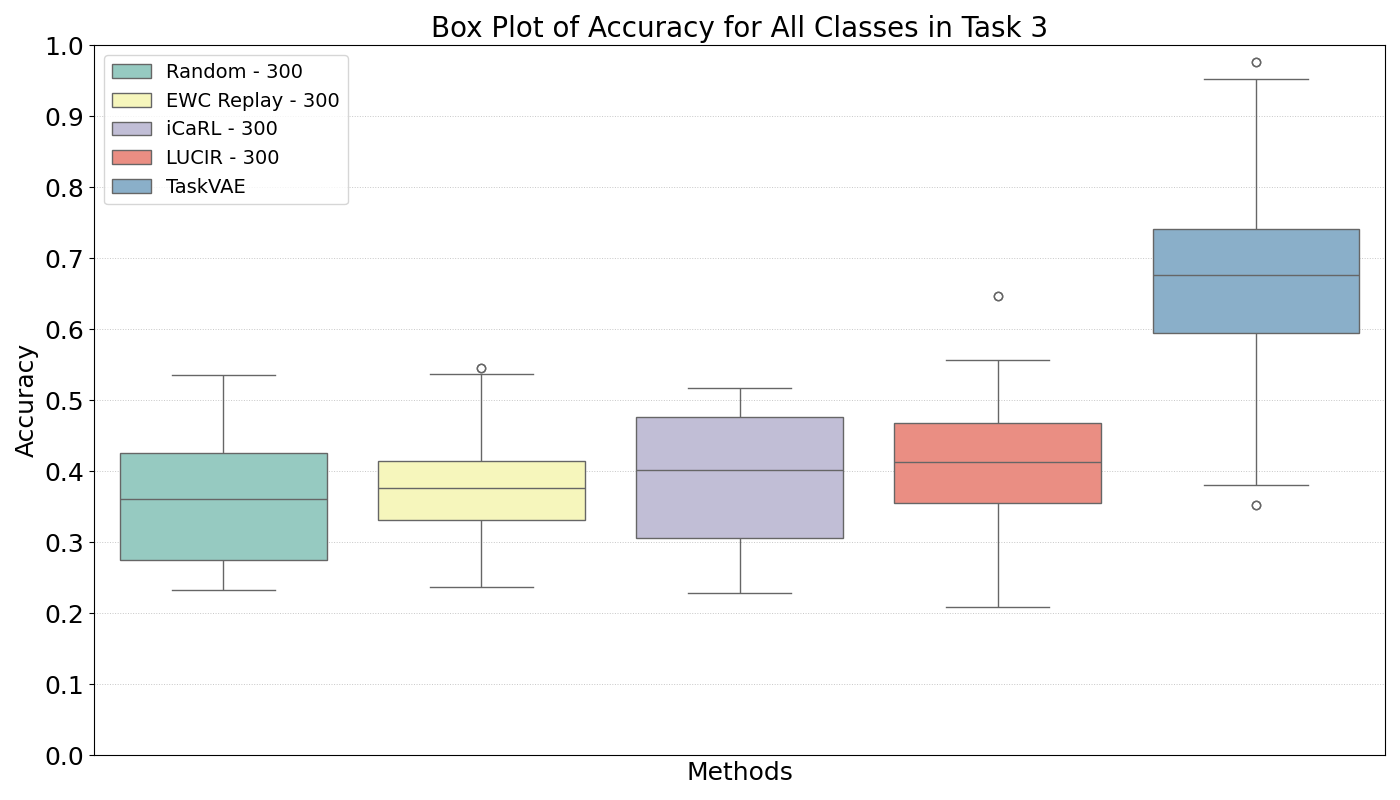 Box Plot of Accuracy for All Classes in Task 3
1.0
0.9
0.8
0.7
0.6
0.5
0.4
0.3
0.2
0.1
0.0
Accuracy
Random - 300
EWC Replay - 300
iCaRL - 300
LUCIR - 300
TaskVAE
Methods